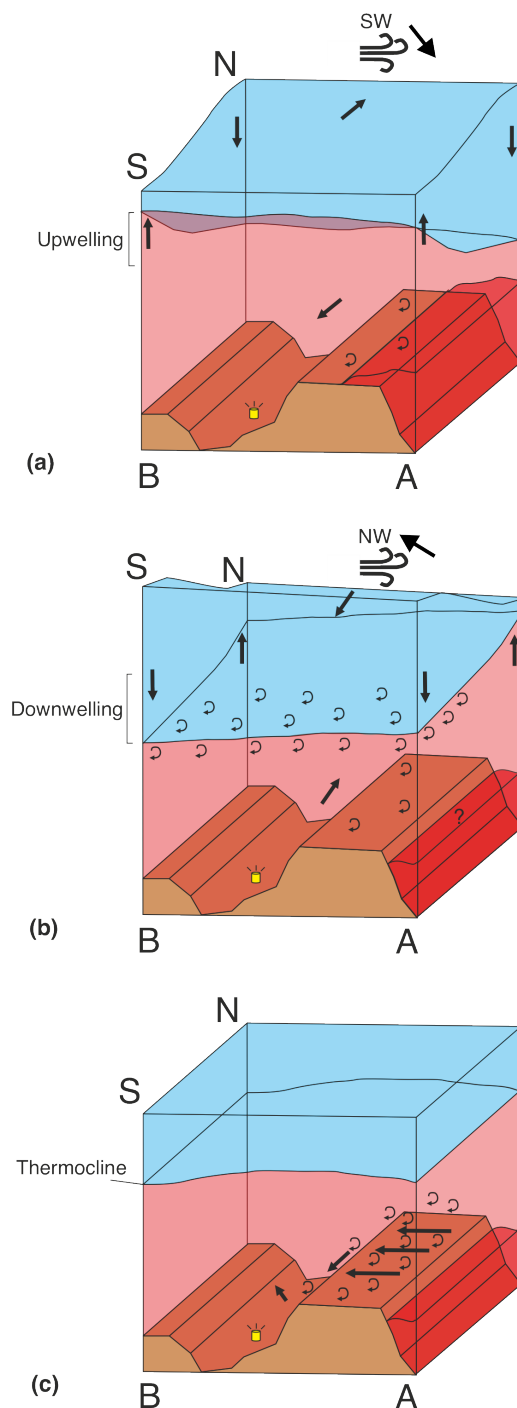 SW
N
S
Upwelling
(a)
B
A
NW
S
N
Downwelling
?
(b)
B
A
N
S
Thermocline
(c)
B
A